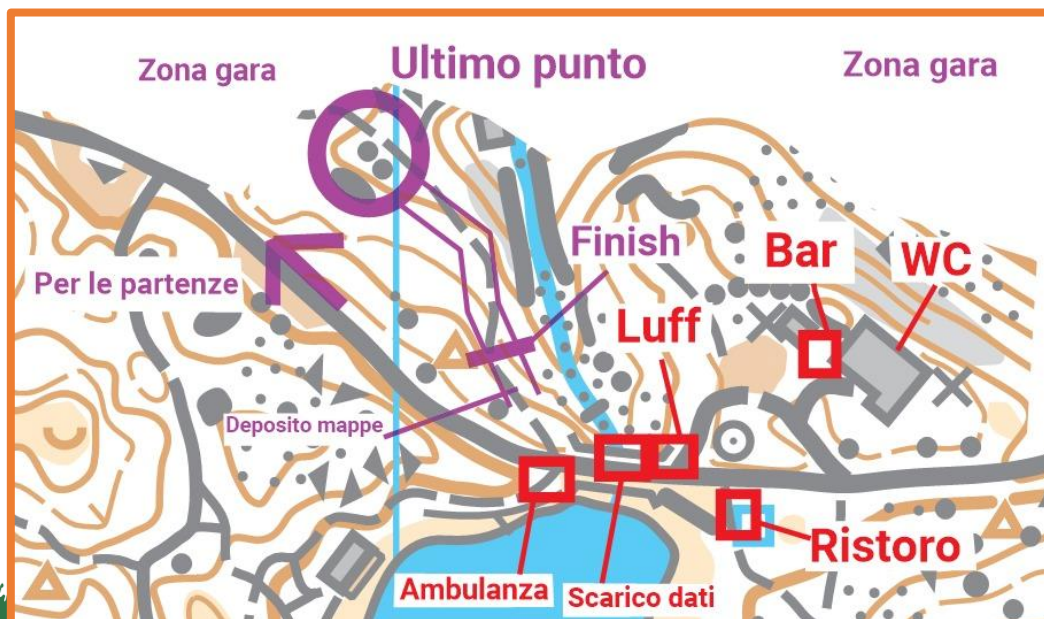 Zona gara
Ultimo punto
Zona gara
Finish
Bar
WC
Per le partenze
Luff
Deposito mappe
Ristoro
Ambulanza
Scarico dati